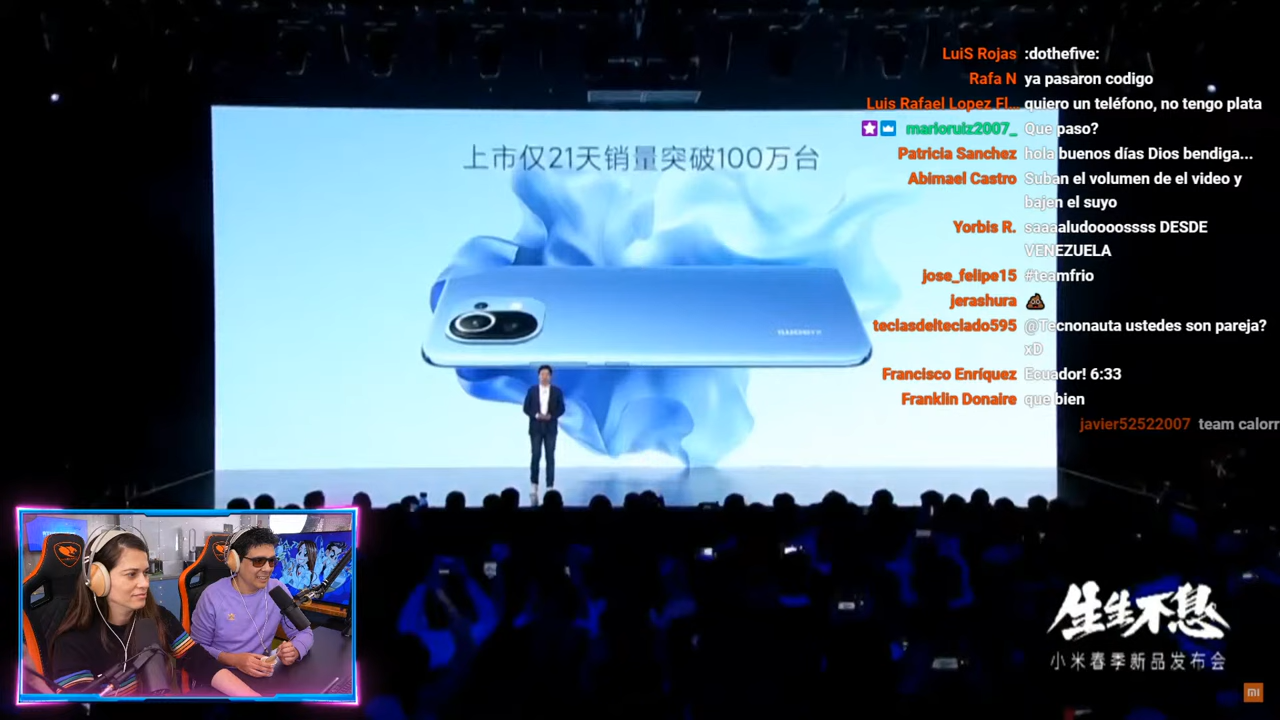 上市仅21天销量突破100万台
XIAOMI
LuiS Rojas :dothefive:
Rafa N ya pasaron codigo
Luis Rafael Lopez El... quiero un teléfono, no tengo plata
marioruiz2007_ Que paso?
Patricia Sanchez hola buenos días Dios bendiga...
Abimael Castro Suban el volumen de el video y
bajen el suyo
Yorbis R. saaaaludoooossss DESDE
VENEZUELA
jose_felipe15 #teamfrio
jerashura 💩
teclasdelteclado595 @Tecnonauta ustedes son pareja?
xD
Francisco Enríquez Ecuador! 6:33
Franklin Donaire que bien
javier52522007 team calorr
生生不息
小米春季新品发布会
mi